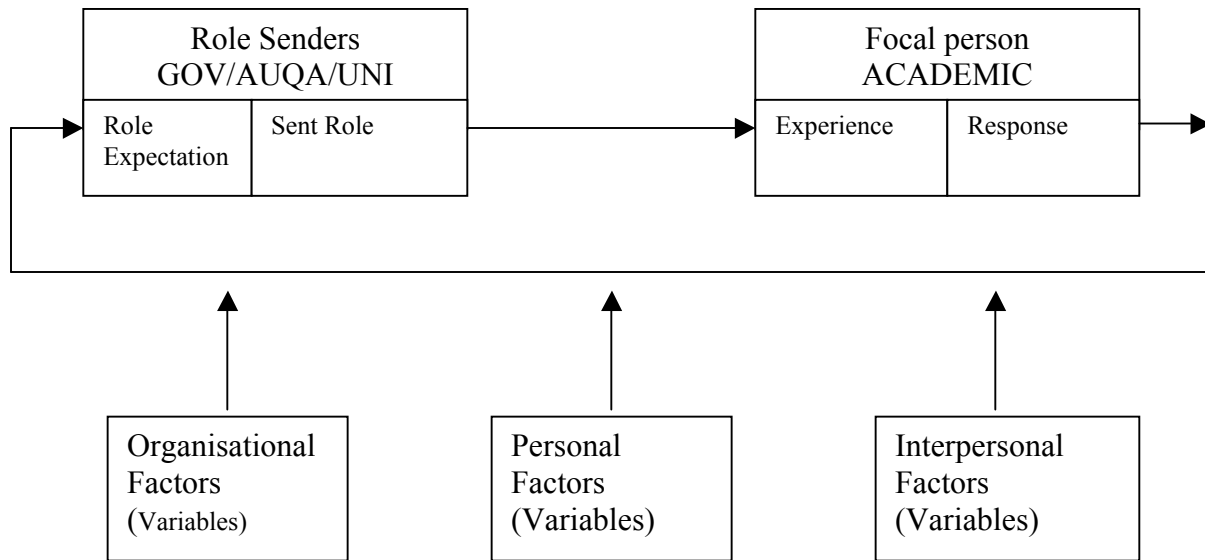 Role Senders
GOV/AUQA/UNI
Role
Expectation
Sent Role
Focal person
ACADEMIC
Experience
Response
Organisational
Factors
(Variables)
Personal
Factors
(Variables)
Interpersonal
Factors
(Variables)